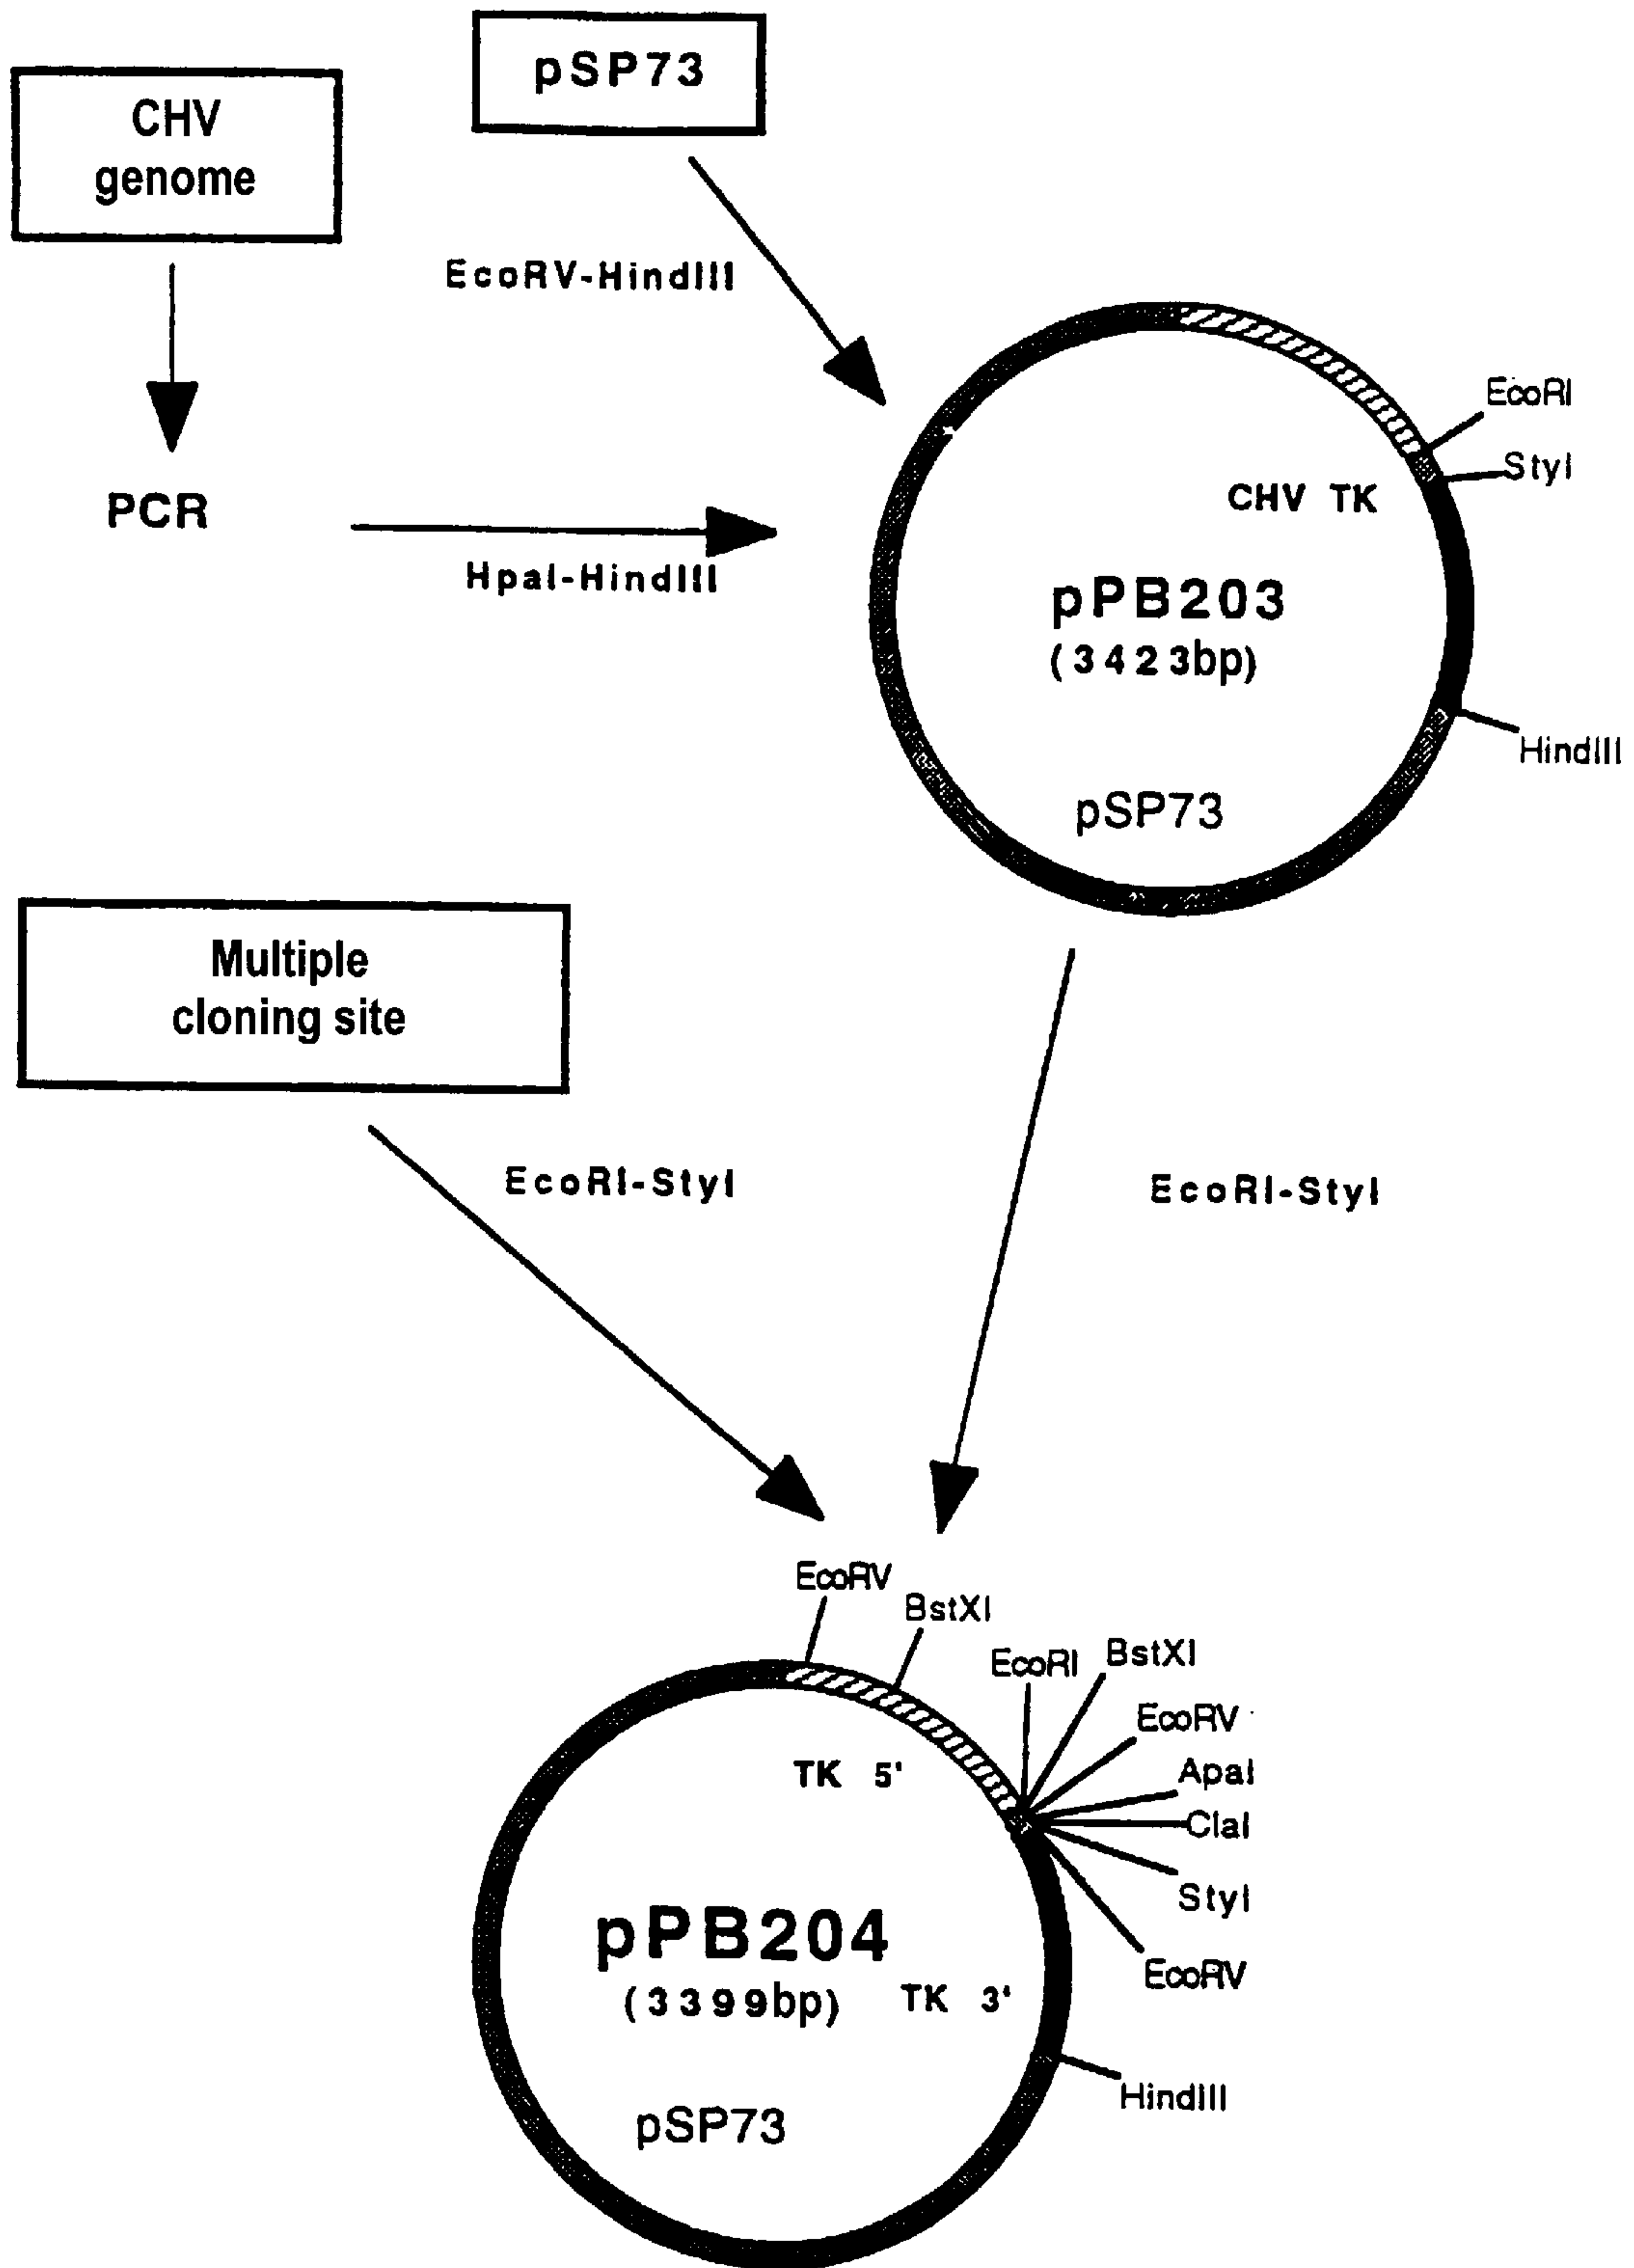 pSP73
CHV
genome
EcoRV-HindIII
PCR
HpaI-HindIII
EcoRI
StyI
CHV TK
pPB203
(3423bp)
HindIII
pSP73
Multiple
cloning site
EcoRI-StyI
EcoRI-StyI
EcoRV
BstXI
EcoRI
BstXI
EcoRV
ApaI
ClaI
StyI
EcoRV
TK 5'
pPB204
(3399bp)
TK 3'
HindIII
pSP73